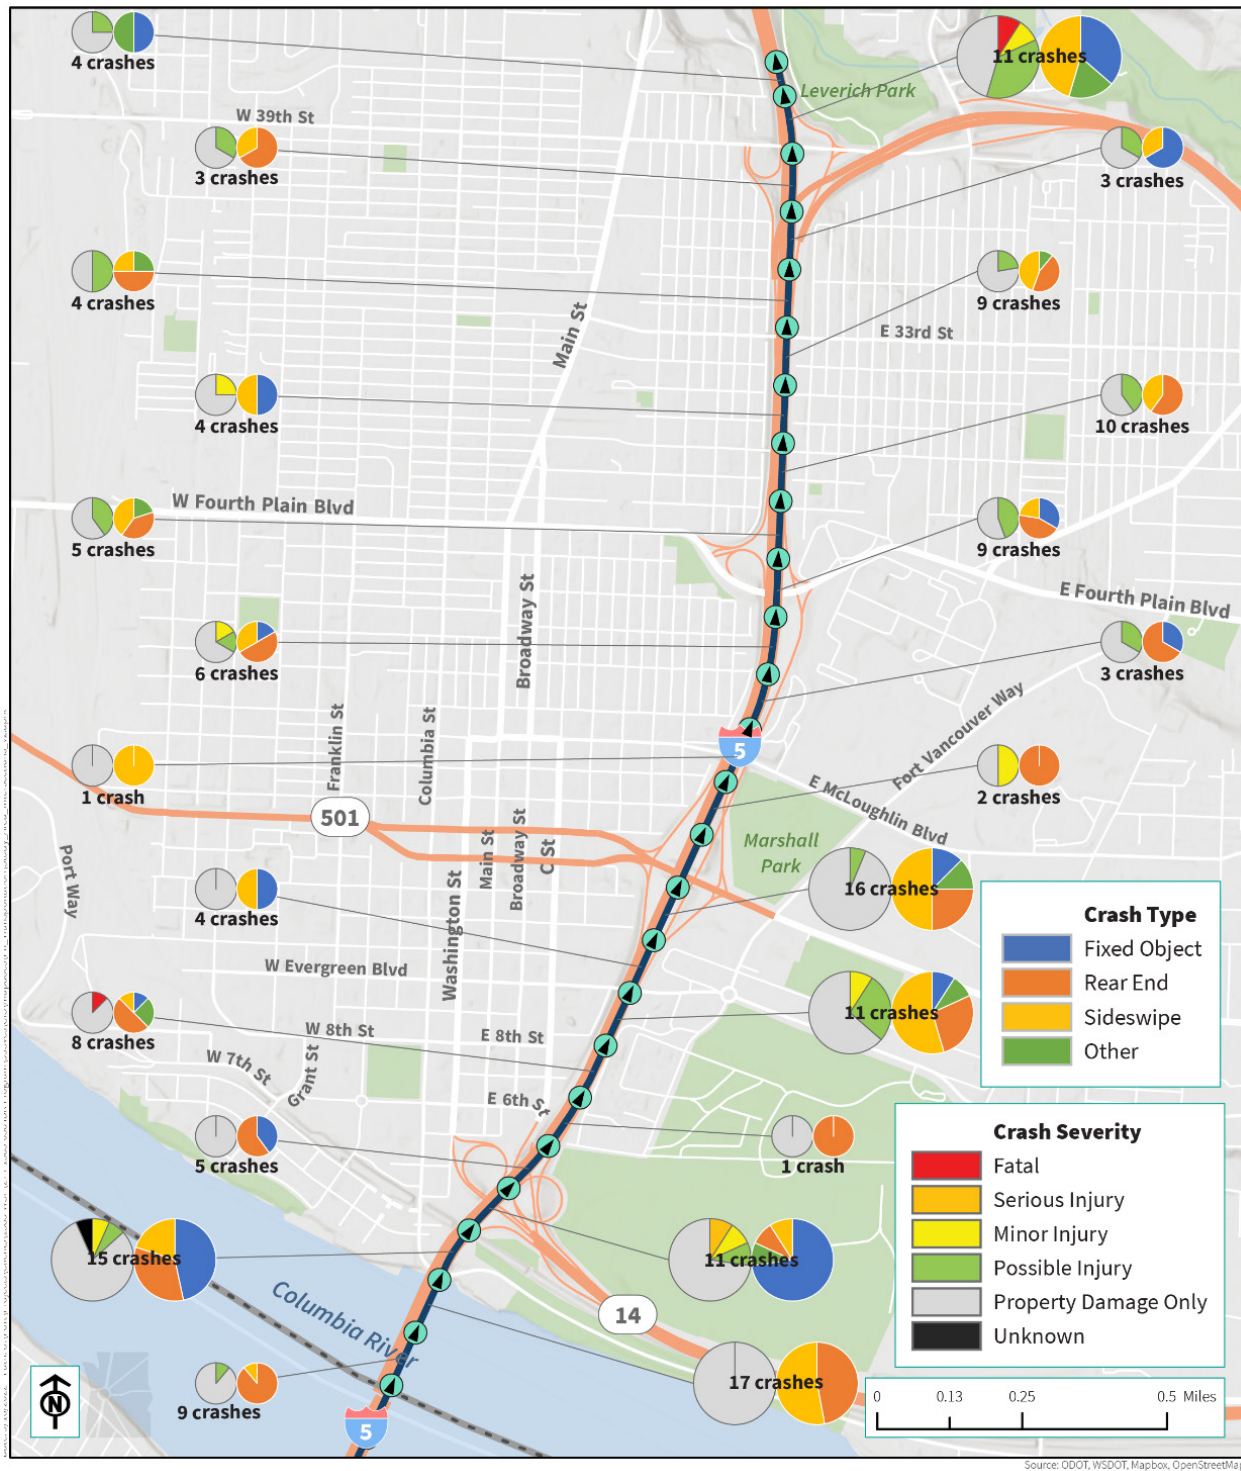 4 crashes
11 crashes
Leverich Park
W 39th St
3 crashes
3 crashes
4 crashes
9 crashes
Main St
E 33rd St
4 crashes
10 crashes
W Fourth Plain Blvd
5 crashes
9 crashes
E Fourth Plain Blvd
Broadway St
6 crashes
3 crashes
Fort Vancouver Way
Franklin St
Columbia St
5
1 crash
2 crashes
E McLoughlin Blvd
501
Marshall
Park
Main St
Broadway St
C St
Port Way
Washington St
16 crashes
4 crashes
W Evergreen Blvd
11 crashes
8 crashes
W 8th St
E 8th St
W 7th St
Grant St
E 6th St
5 crashes
1 crash
15 crashes
11 crashes
Columbia River
14
17 crashes
9 crashes
5
N
Crash Type
Fixed Object
Rear End
Sideswipe
Other
Crash Severity
Fatal
Serious Injury
Minor Injury
Possible Injury
Property Damage Only
Unknown
0 0.13 0.25 0.5 Miles
Source: ODOT, WSDOT, Mapbox, OpenStreetMap